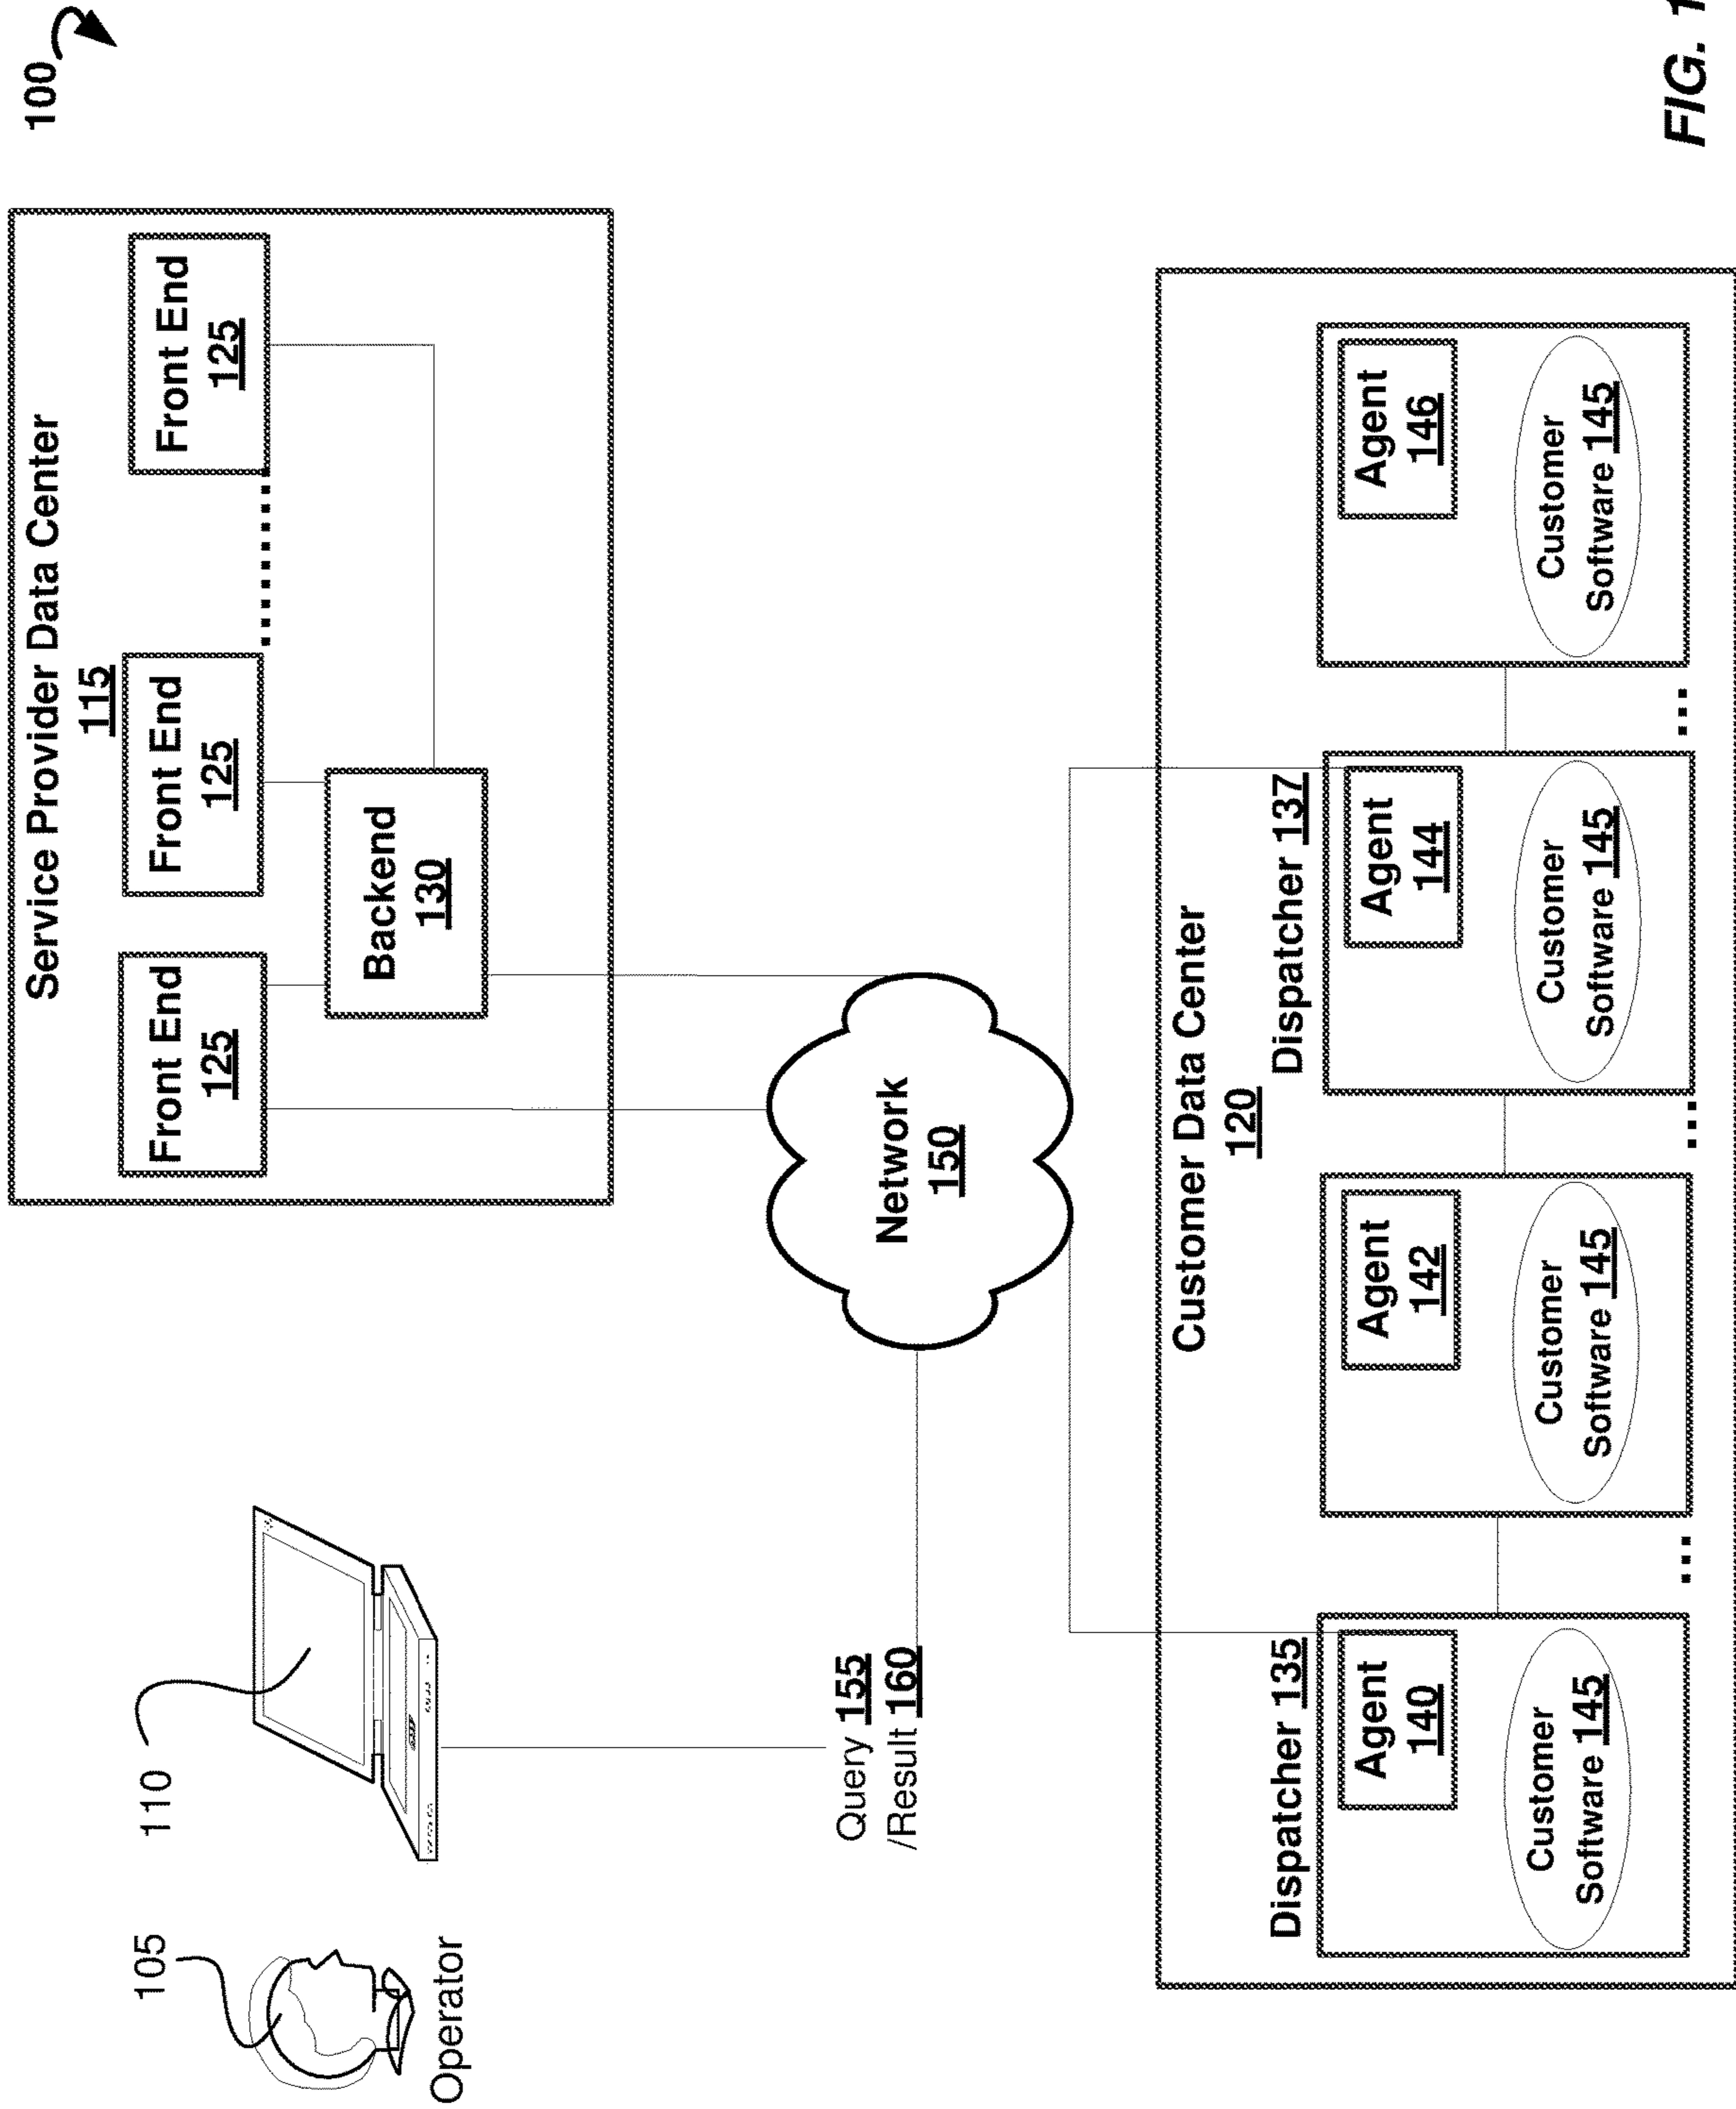 100
105
110
Operator
Service Provider Data Center
115
Front End
125
Front End
125
Front End
125
Backend
130
Query 155
/Result 160
Network
150
Customer Data Center
120
Dispatcher 135
Agent
140
Customer
Software 145
...
Agent
142
Customer
Software 145
...
Dispatcher 137
Agent
144
Customer
Software 145
...
Agent
146
Customer
Software 145
FIG. 1